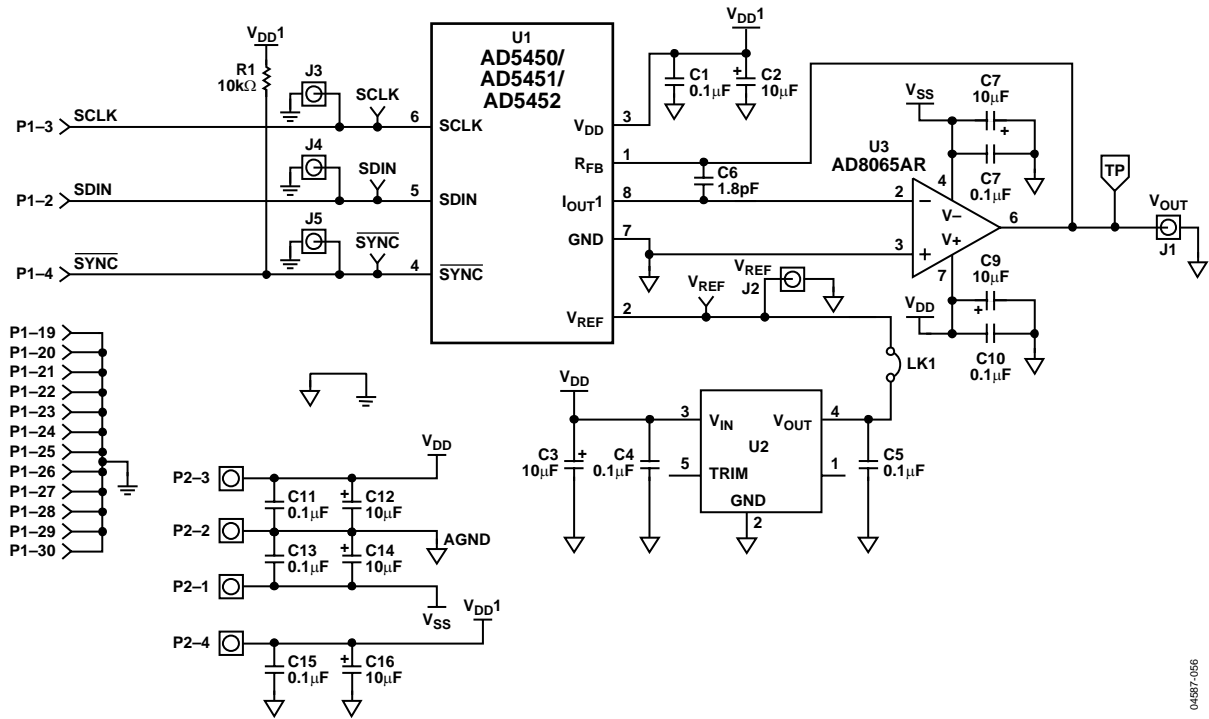 VDD1
R1
10kΩ
J3
SCLK
P1–3
SCLK
J4
SDIN
P1–2
SDIN
J5
SYNC
P1–4
SYNC
U1
AD5450/
AD5451/
AD5452
6
SCLK
5
SDIN
4
SYNC
VDD
3
RFB
1
IOUT1
8
GND
7
VREF
2
VDD1
C1
0.1µF
+
C2
10µF
C6
1.8pF
VSS
C7
10µF
+
C7
0.1µF
U3
AD8065AR
4
2
–
V–
6
3
+
V+
7
TP
VOUT
J1
C9
10µF
+
VDD
C10
0.1µF
VREF
VREF
J2
LK1
VDD
C3
10µF
+
C4
0.1µF
3
VIN
VOUT
4
U2
5
TRIM
1
GND
2
C5
0.1µF
P1–19
P1–20
P1–21
P1–22
P1–23
P1–24
P1–25
P1–26
P1–27
P1–28
P1–29
P1–30
VDD
P2–3
C11
0.1µF
+
C12
10µF
P2–2
AGND
C13
0.1µF
+
C14
10µF
P2–1
VSS
VDD1
P2–4
C15
0.1µF
+
C16
10µF
04587-056